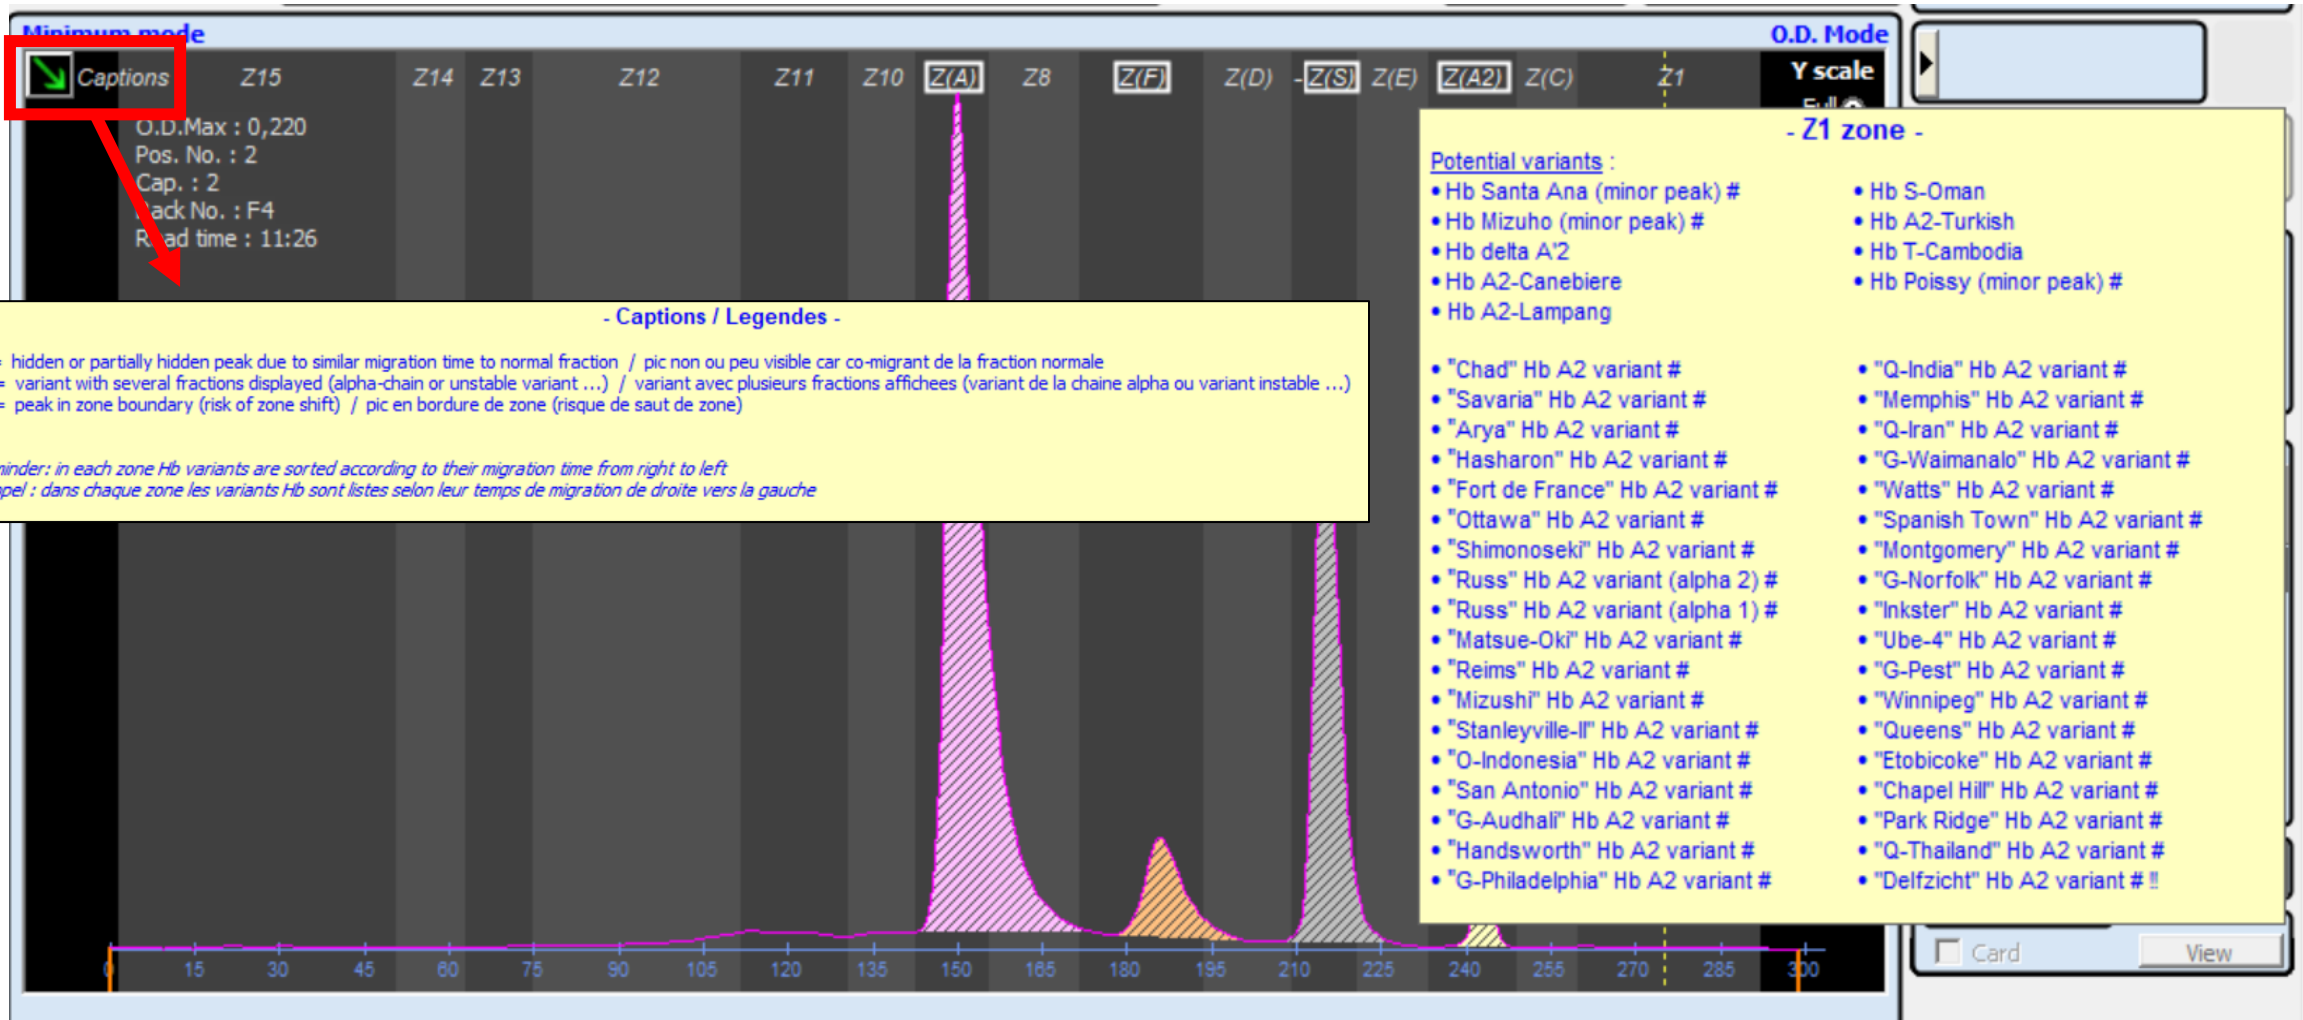 Minimum mode
O.D. Mode
Captions Z15 Z14 Z13 Z12 Z11 Z10 Z(A) Z8 Z(F) Z(D) -Z(S) Z(E) Z(A2) Z(C) Z1
Y scale
Full
O.D.Max : 0,220
Pos. No. : 2
Cap. : 2
Rack No. : F4
Read time : 11:26
- Captions / Legendes -
= hidden or partially hidden peak due to similar migration time to normal fraction / pic non ou peu visible car co-migrant de la fraction normale
= variant with several fractions displayed (alpha-chain or unstable variant ...) / variant avec plusieurs fractions affichees (variant de la chaine alpha ou variant instable ...)
= peak in zone boundary (risk of zone shift) / pic en bordure de zone (risque de saut de zone)
minder: in each zone Hb variants are sorted according to their migration time from right to left
ppel : dans chaque zone les variants Hb sont listes selon leur temps de migration de droite vers la gauche
- Z1 zone -
Potential variants :
• Hb Santa Ana (minor peak) #
• Hb Mizuho (minor peak) #
• Hb delta A'2
• Hb A2-Canebiere
• Hb A2-Lampang
• "Chad" Hb A2 variant #
• "Savaria" Hb A2 variant #
• "Arya" Hb A2 variant #
• "Hasharon" Hb A2 variant #
• "Fort de France" Hb A2 variant #
• "Ottawa" Hb A2 variant #
• "Shimonoseki" Hb A2 variant #
• "Russ" Hb A2 variant (alpha 2) #
• "Russ" Hb A2 variant (alpha 1) #
• "Matsue-Oki" Hb A2 variant #
• "Reims" Hb A2 variant #
• "Mizushi" Hb A2 variant #
• "Stanleyville-II" Hb A2 variant #
• "O-Indonesia" Hb A2 variant #
• "San Antonio" Hb A2 variant #
• "G-Audhali" Hb A2 variant #
• "Handsworth" Hb A2 variant #
• "G-Philadelphia" Hb A2 variant #
• Hb S-Oman
• Hb A2-Turkish
• Hb T-Cambodia
• Hb Poissy (minor peak) #
• "Q-India" Hb A2 variant #
• "Memphis" Hb A2 variant #
• "Q-Iran" Hb A2 variant #
• "G-Waimanalo" Hb A2 variant #
• "Watts" Hb A2 variant #
• "Spanish Town" Hb A2 variant #
• "Montgomery" Hb A2 variant #
• "G-Norfolk" Hb A2 variant #
• "Inkster" Hb A2 variant #
• "Ube-4" Hb A2 variant #
• "G-Pest" Hb A2 variant #
• "Winnipeg" Hb A2 variant #
• "Queens" Hb A2 variant #
• "Etobicoke" Hb A2 variant #
• "Chapel Hill" Hb A2 variant #
• "Park Ridge" Hb A2 variant #
• "Q-Thailand" Hb A2 variant #
• "Delfzicht" Hb A2 variant # !!
0 15 30 45 60 75 90 105 120 135 150 165 180 195 210 225 240 255 270 285 300
Card
View